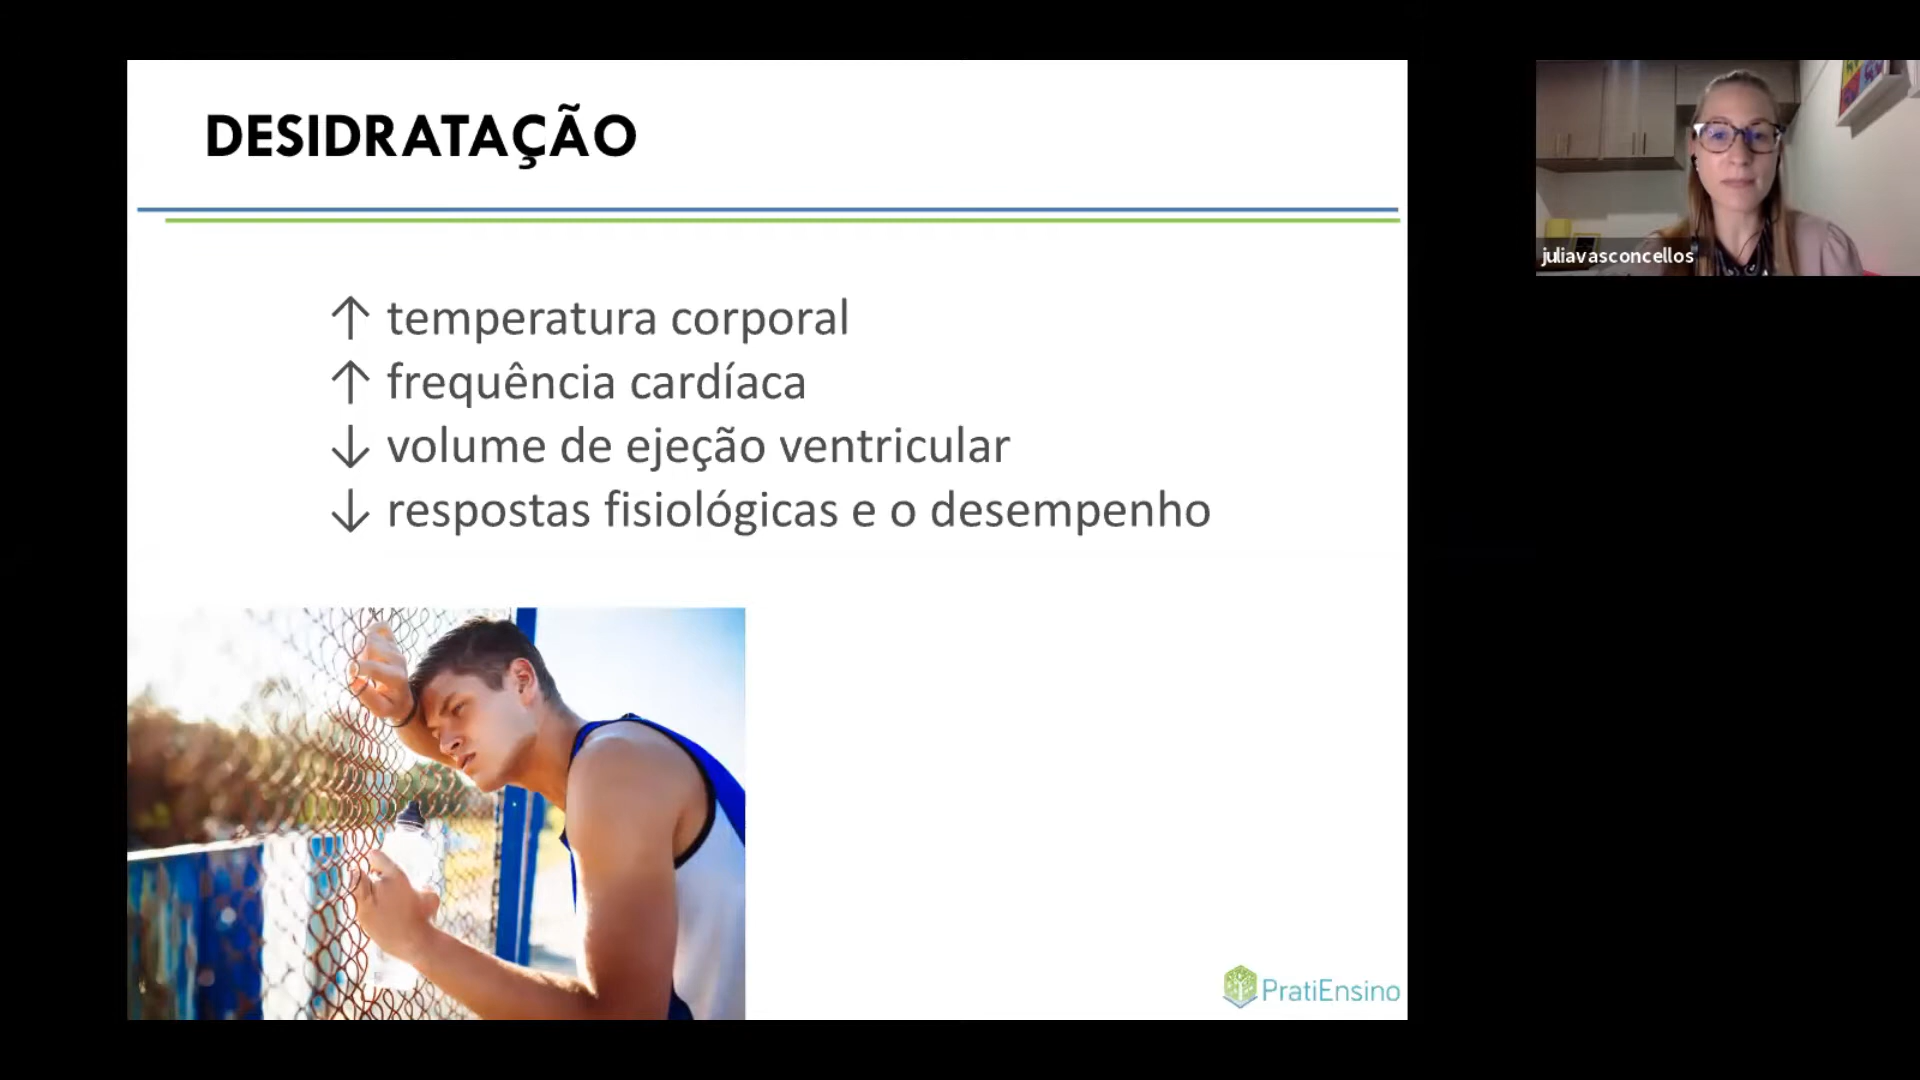 DESIDRATAÇÃO
↑ temperatura corporal
↑ frequência cardíaca
↓ volume de ejeção ventricular
↓ respostas fisiológicas e o desempenho
PratiEnsino
juliavasconcellos